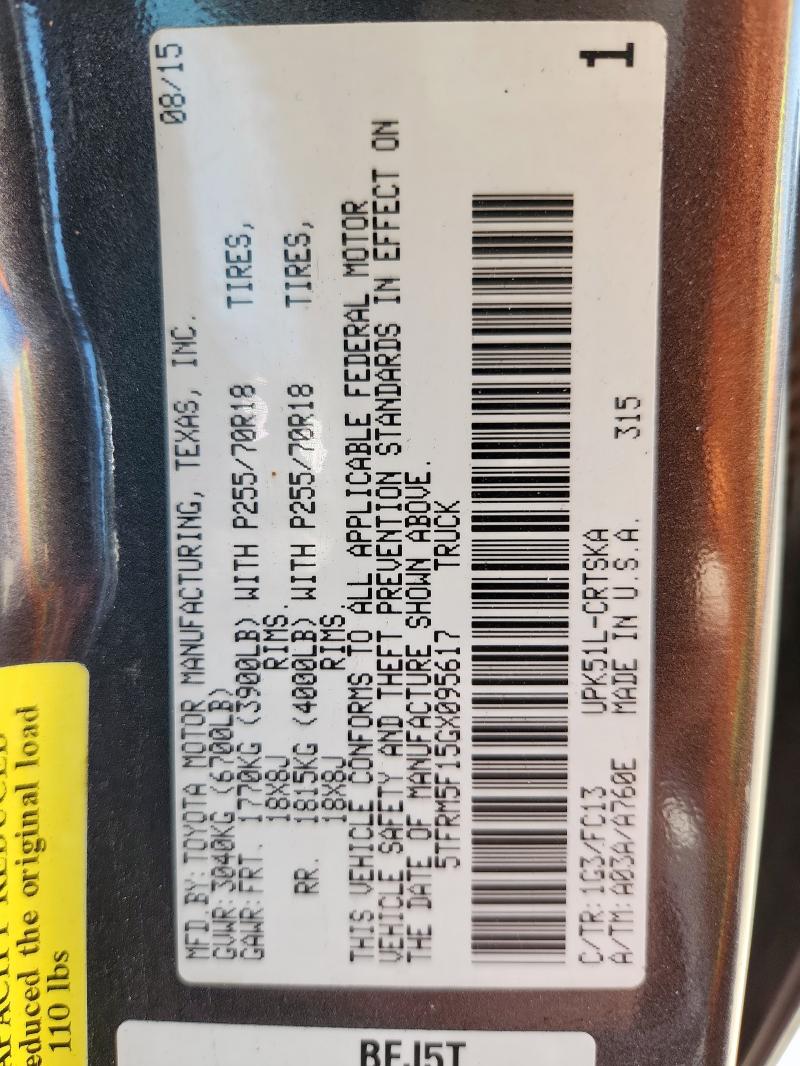 MFD.BY:TOYOTA MOTOR MANUFACTURING, TEXAS, INC. 08/15
GVWR:3040KG (6700LB)
GAWR:FRT. 1770KG (3900LB) WITH P255/70R18 TIRES,
18X8J RIMS.
RR. 1815KG (4000LB) WITH P255/70R18 TIRES,
18X8J RIMS.
THIS VEHICLE CONFORMS TO ALL APPLICABLE FEDERAL MOTOR
VEHICLE SAFETY AND THEFT PREVENTION STANDARDS IN EFFECT ON
THE DATE OF MANUFACTURE SHOWN ABOVE.
5TFRM5F15GX095617 TRUCK
C/TR:1G3/FC13 UPK51L-CRTSKA
A/TM:A03A/A760E MADE IN U.S.A. 315
1
REDUCED
educed the original load
110 lbs
BEJ5T